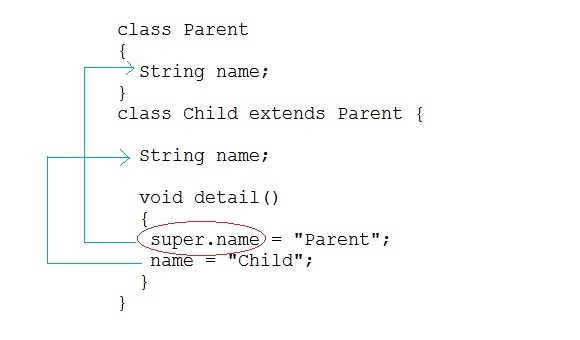 class Parent
{
String name;
}
class Child extends Parent {
String name;
void detail()
{
super.name = "Parent";
name = "Child";
}
}